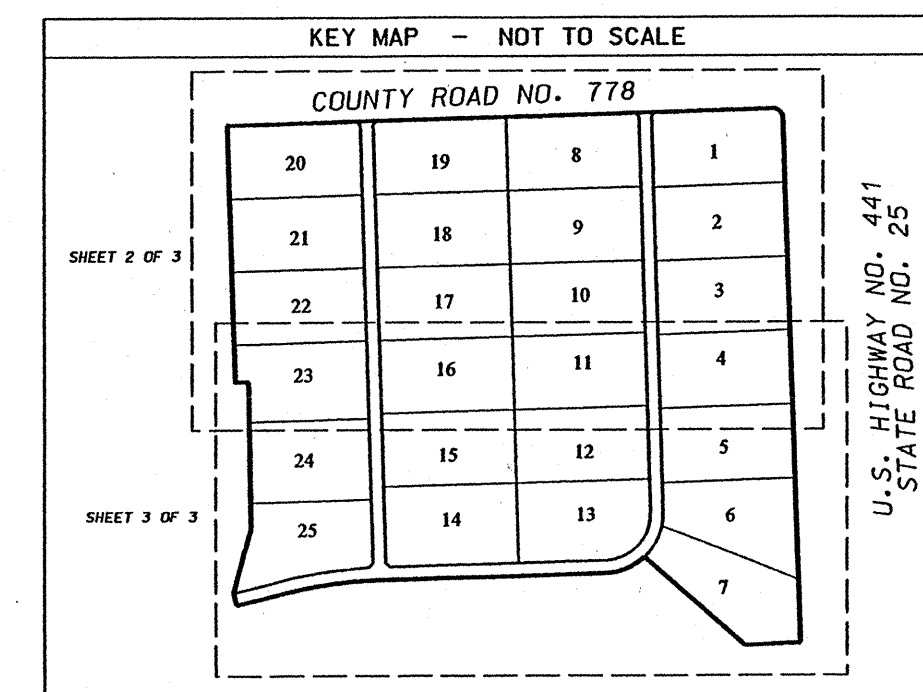 KEY MAP - NOT TO SCALE
COUNTY ROAD NO. 778
20 19 8 1
21 18 9 2
SHEET 2 OF 3
22 17 10 3
23 16 11 4
24 15 12 5
SHEET 3 OF 3
25 14 13 6
7
U.S. HIGHWAY NO. 441
STATE ROAD NO. 25